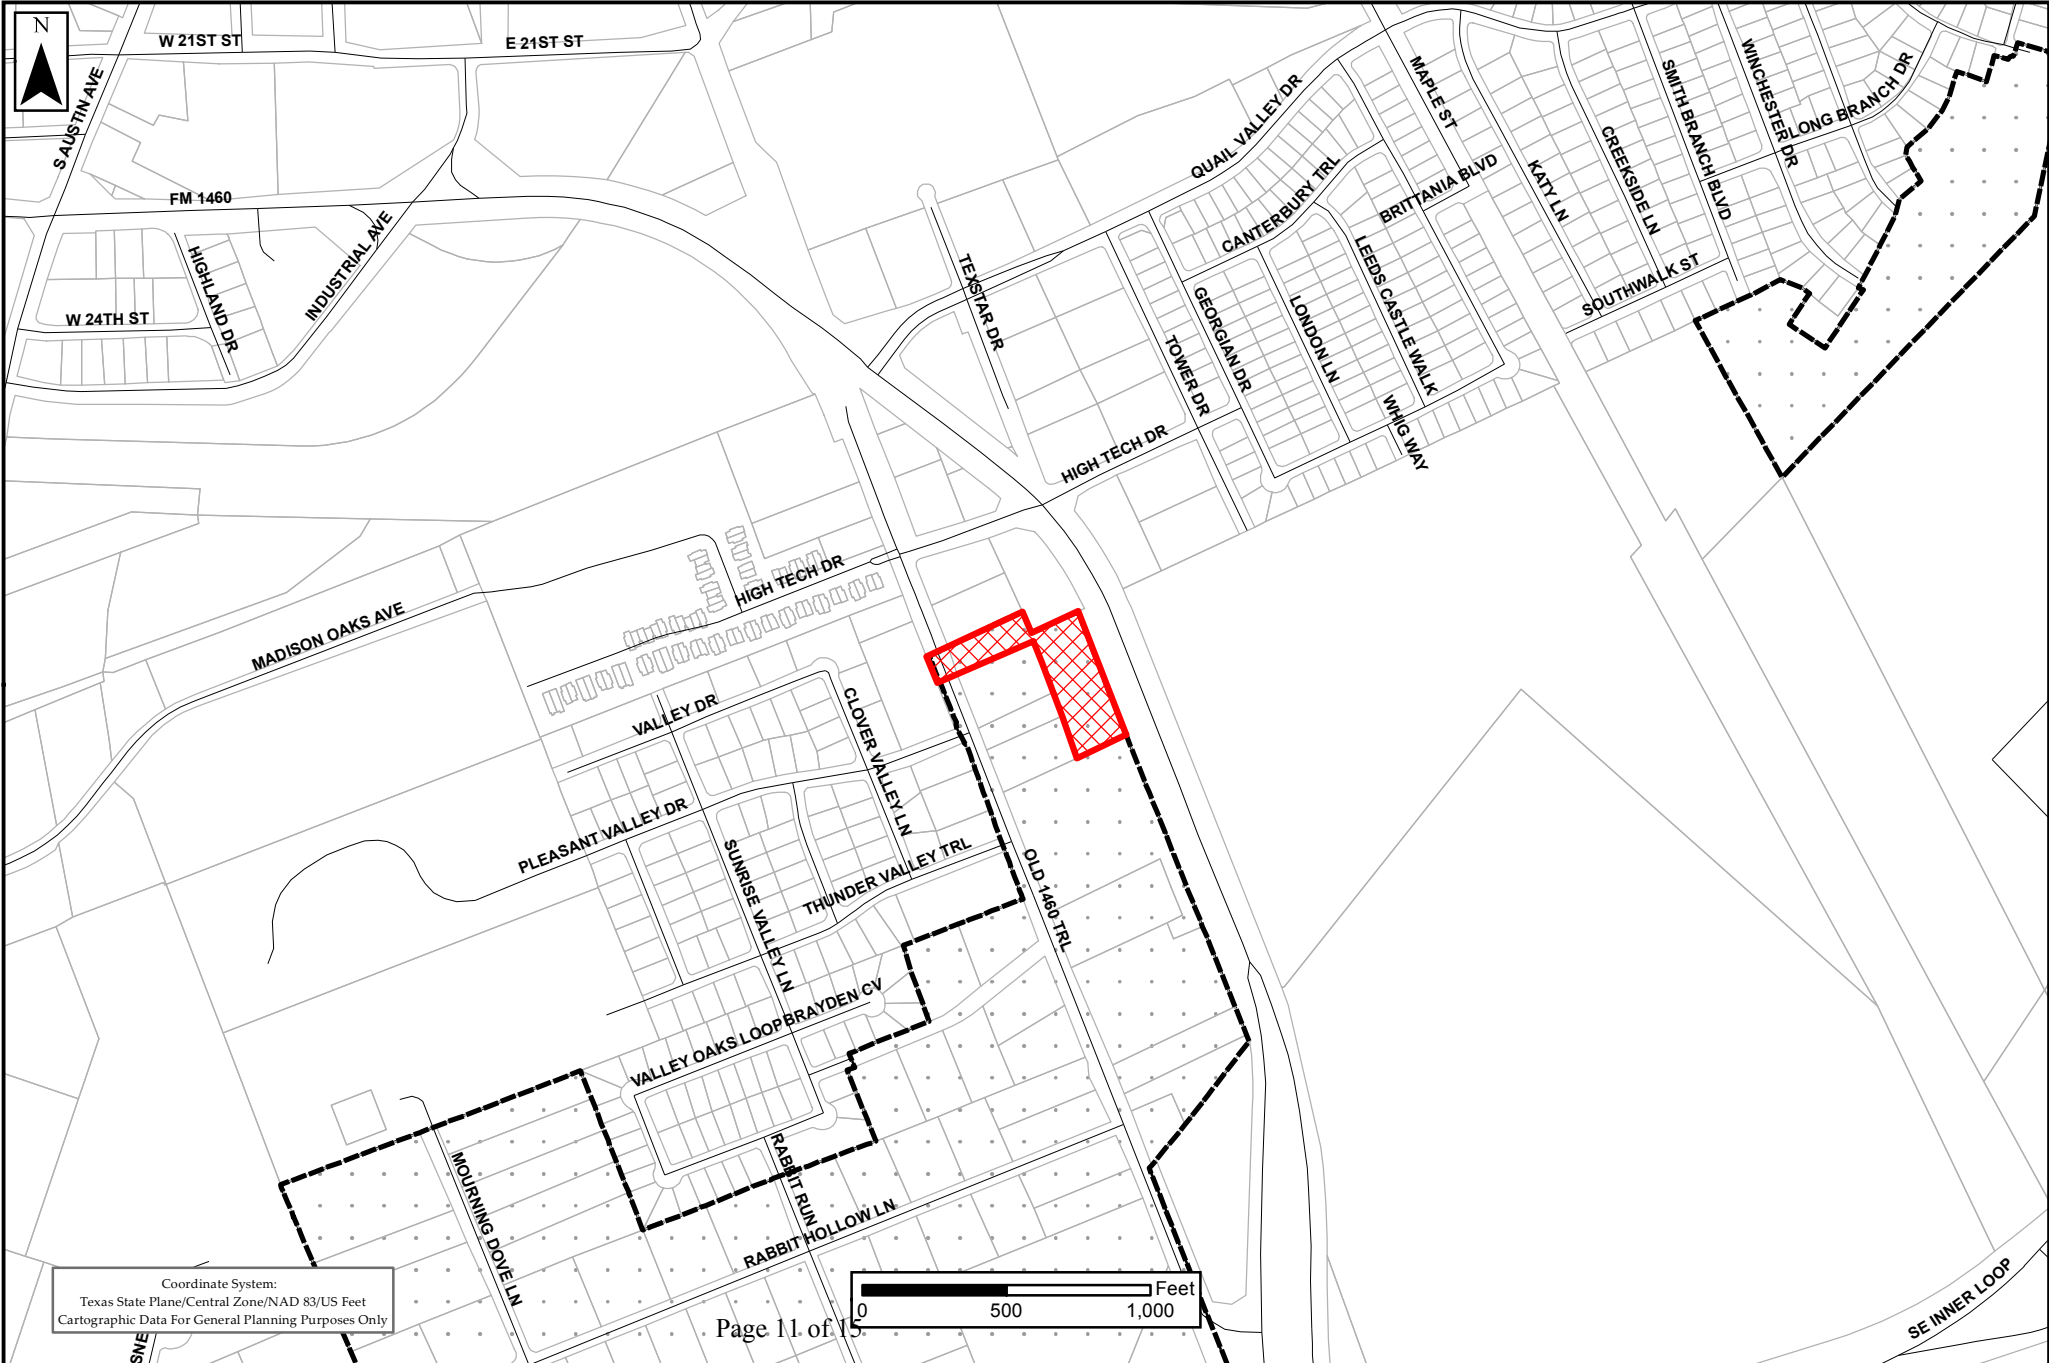 N
W 21ST ST
E 21ST ST
S AUSTIN AVE
FM 1460
HIGHLAND DR
INDUSTRIAL AVE
W 24TH ST
QUAIL VALLEY DR
MAPLE ST
CANTERBURY TRL
BRITTANIA BLVD
KATY LN
CREEKSIDE LN
SMITH BRANCH BLVD
WINCHESTER DR
LONG BRANCH DR
SOUTHWALK ST
TEXSTAR DR
TOWER DR
GEORGIAN DR
LONDON LN
LEEDS CASTLE WALK
WHIG WAY
HIGH TECH DR
HIGH TECH DR
MADISON OAKS AVE
VALLEY DR
CLOVER VALLEY LN
PLEASANT VALLEY DR
SUNRISE VALLEY LN
THUNDER VALLEY TRL
OLD 1460 TRL
BRAYDEN CV
VALLEY OAKS LOOP
MOURNING DOVE LN
RABBIT RUN
RABBIT HOLLOW LN
SE INNER LOOP
SNE
Coordinate System:
Texas State Plane/Central Zone/NAD 83/US Feet
Cartographic Data For General Planning Purposes Only
Feet
0 500 1,000
Page 11 of 15